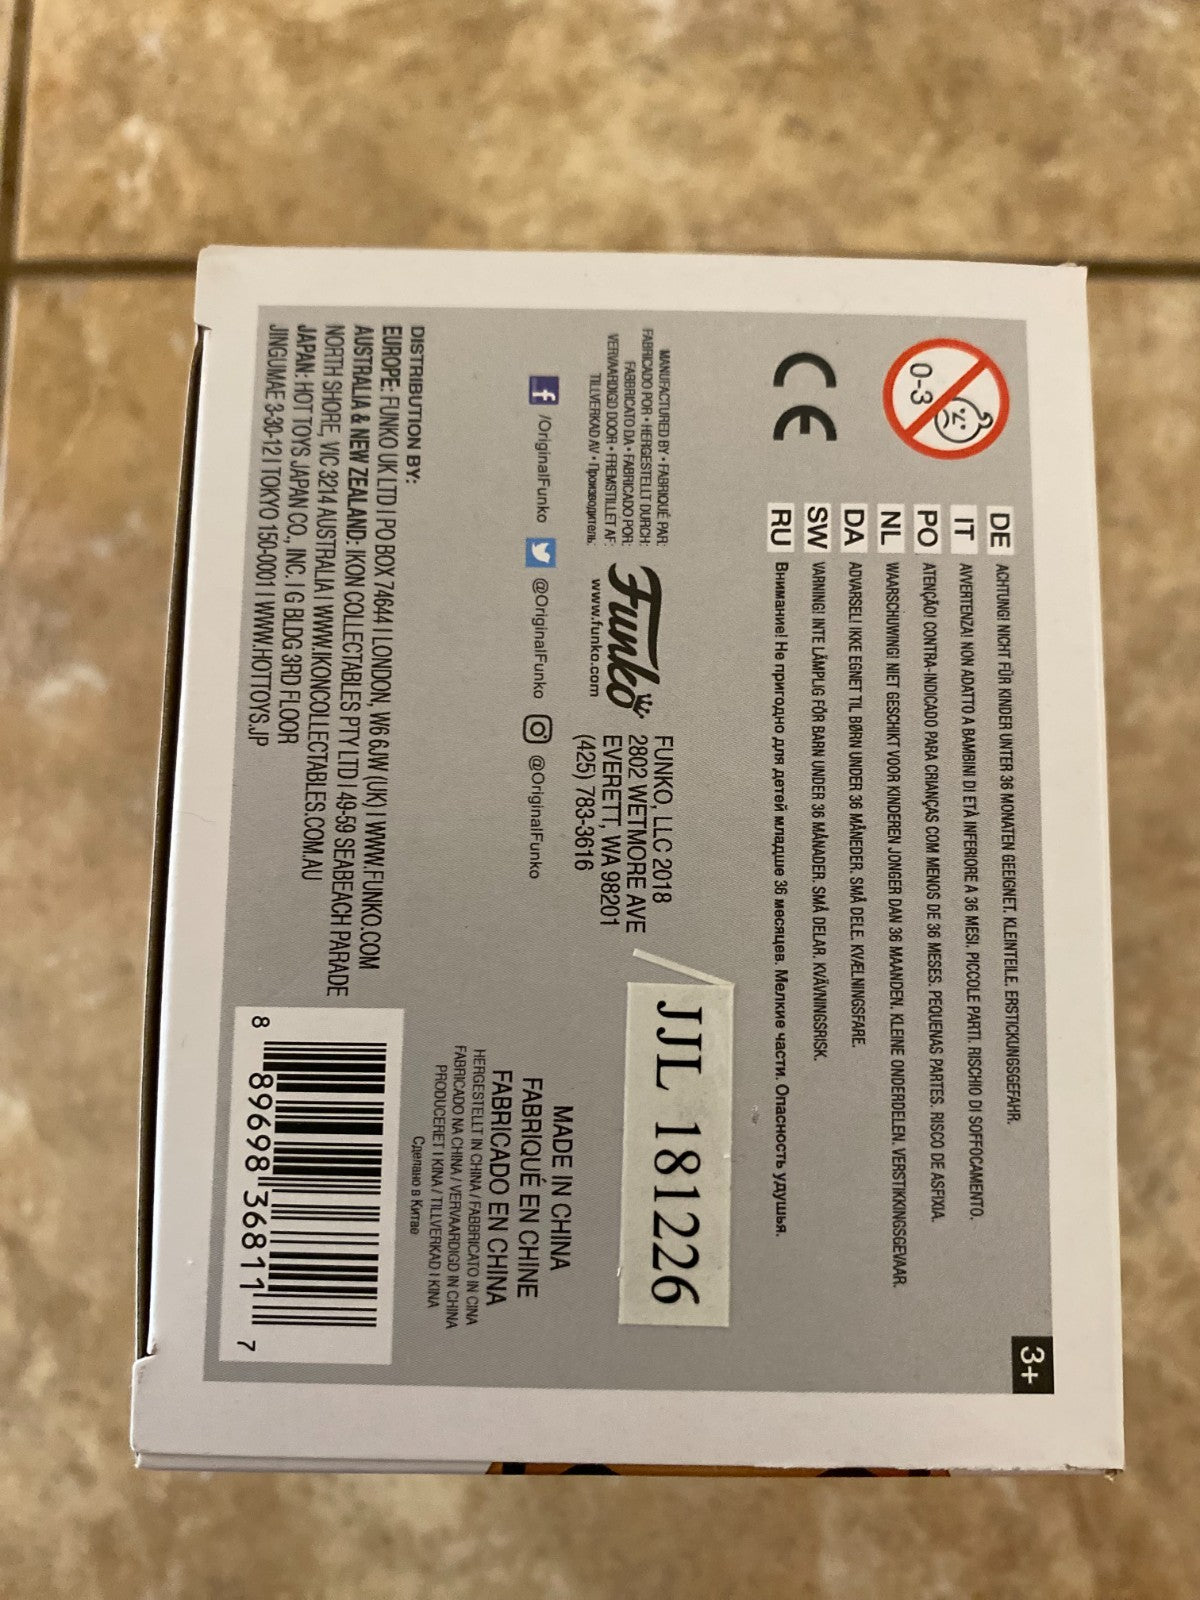 3+
0-3
CE
DE ACHTUNG! NICHT FÜR KINDER UNTER 36 MONATEN GEEIGNET. KLEINTEILE. ERSTICKUNGSGEFAHR.
IT AVVERTENZA! NON ADATTO A BAMBINI DI ETÀ INFERIORE A 36 MESI. PICCOLE PARTI. RISCHIO DI SOFFOCAMENTO.
PO ATENÇÃO! CONTRA-INDICADO PARA CRIANÇAS COM MENOS DE 36 MESES. PEQUENAS PARTES. RISCO DE ASFIXIA.
NL WAARSCHUWING! NIET GESCHIKT VOOR KINDEREN JONGER DAN 36 MAANDEN. KLEINE ONDERDELEN. VERSTIKKINGSGEVAAR.
DA ADVARSEL! IKKE EGNET TIL BØRN UNDER 36 MÅNEDER. SMÅ DELE. KVÆLNINGSFARE.
SW VARNING! INTE LÄMPLIG FÖR BARN UNDER 36 MÅNADER. SMÅ DELAR. KVÄVNINGSRISK.
RU Внимание! Не пригодно для детей младше 36 месяцев. Мелкие части. Опасность удушья.
MANUFACTURED BY • FABRIQUÉ PAR:
FABRICADO POR • HERGESTELLT DURCH:
FABBRICATO DA • FABRICADO POR:
VERVAARDIGD DOOR • FREMSTILLET AF:
TILLVERKAD AV • Производитель:
Funko
www.funko.com
FUNKO, LLC 2018
2802 WETMORE AVE
EVERETT, WA 98201
(425) 783-3616
JJL 181226
/OriginalFunko @OriginalFunko @OriginalFunko
MADE IN CHINA
FABRIQUÉ EN CHINE
FABRICADO EN CHINA
HERGESTELLT IN CHINA / FABBRICATO IN CINA
FABRICADO NA CHINA / VERVAARDIGD IN CHINA
PRODUCERET I KINA / TILLVERKAD I KINA
Сделано в Китае
DISTRIBUTION BY:
EUROPE: FUNKO UK LTD | PO BOX 74644 | LONDON, W6 6JW (UK) | WWW.FUNKO.COM
AUSTRALIA & NEW ZEALAND: IKON COLLECTABLES PTY LTD | 49-59 SEABEACH PARADE
NORTH SHORE, VIC 3214 AUSTRALIA | WWW.IKONCOLLECTABLES.COM.AU
JAPAN: HOT TOYS JAPAN CO., INC. | G BLDG 3RD FLOOR
JINGUMAE 3-30-12 | TOKYO 150-0001 | WWW.HOTTOYS.JP
8 89698 36811 7